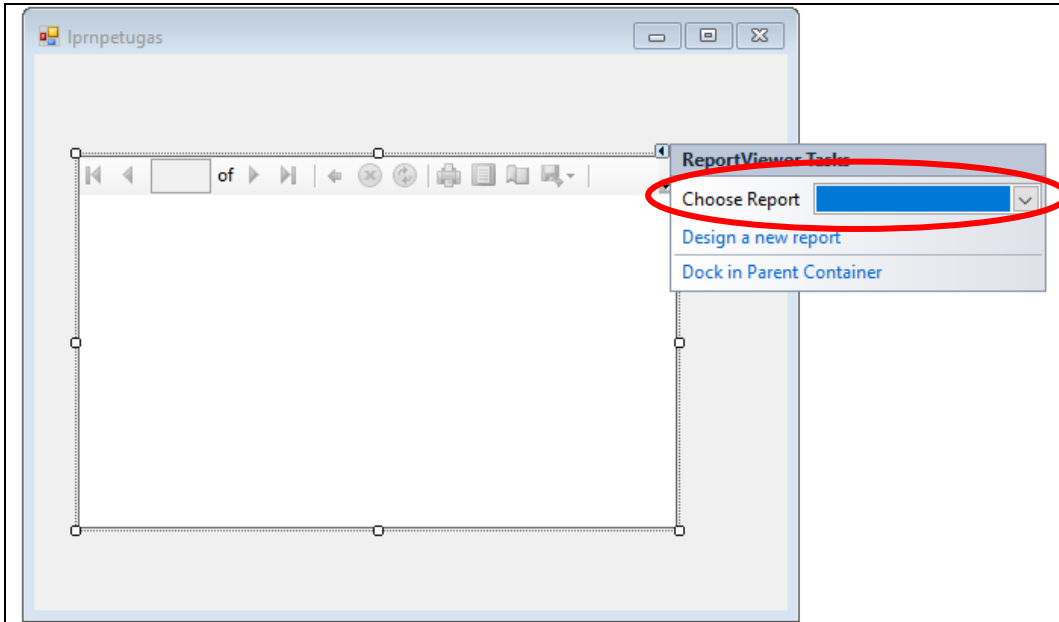 lprnpetugas
of
ReportViewer Tasks
Choose Report
Design a new report
Dock in Parent Container